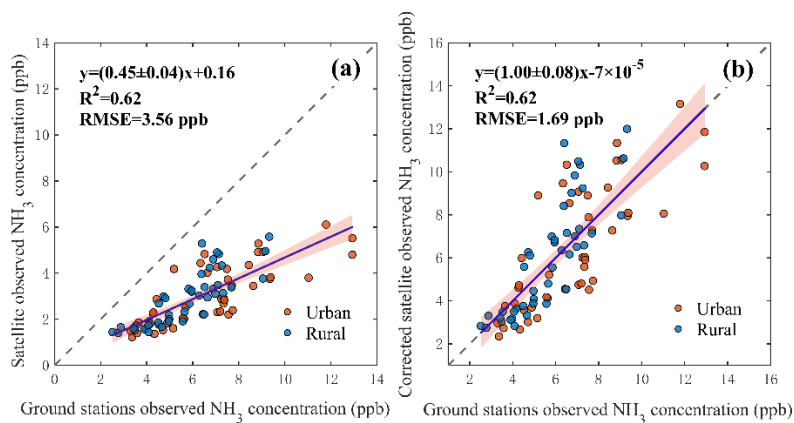 y=(0.45±0.04)x+0.16
R²=0.62
RMSE=3.56 ppb
(a)
Satellite observed NH₃ concentration (ppb)
14
12
10
8
6
4
2
0
Urban
Rural
0 2 4 6 8 10 12 14
Ground stations observed NH₃ concentration (ppb)
y=(1.00±0.08)x-7×10⁻⁵
R²=0.62
RMSE=1.69 ppb
(b)
Corrected satellite observed NH₃ concentration (ppb)
16
14
12
10
8
6
4
2
Urban
Rural
2 4 6 8 10 12 14 16
Ground stations observed NH₃ concentration (ppb)